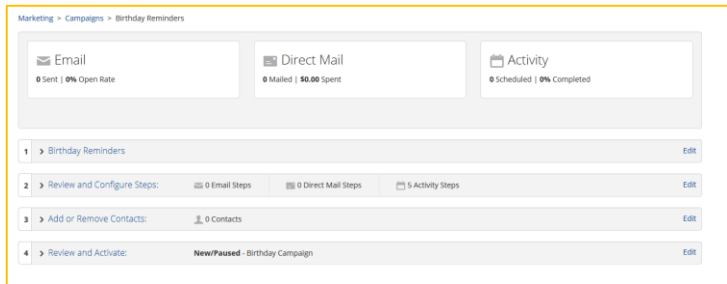 Marketing > Campaigns > Birthday Reminders
Email
0 Sent | 0% Open Rate
Direct Mail
0 Mailed | $0.00 Spent
Activity
0 Scheduled | 0% Completed
1 > Birthday Reminders Edit
2 > Review and Configure Steps: 0 Email Steps 0 Direct Mail Steps 5 Activity Steps Edit
3 > Add or Remove Contacts: 0 Contacts Edit
4 > Review and Activate: New/Paused - Birthday Campaign Edit